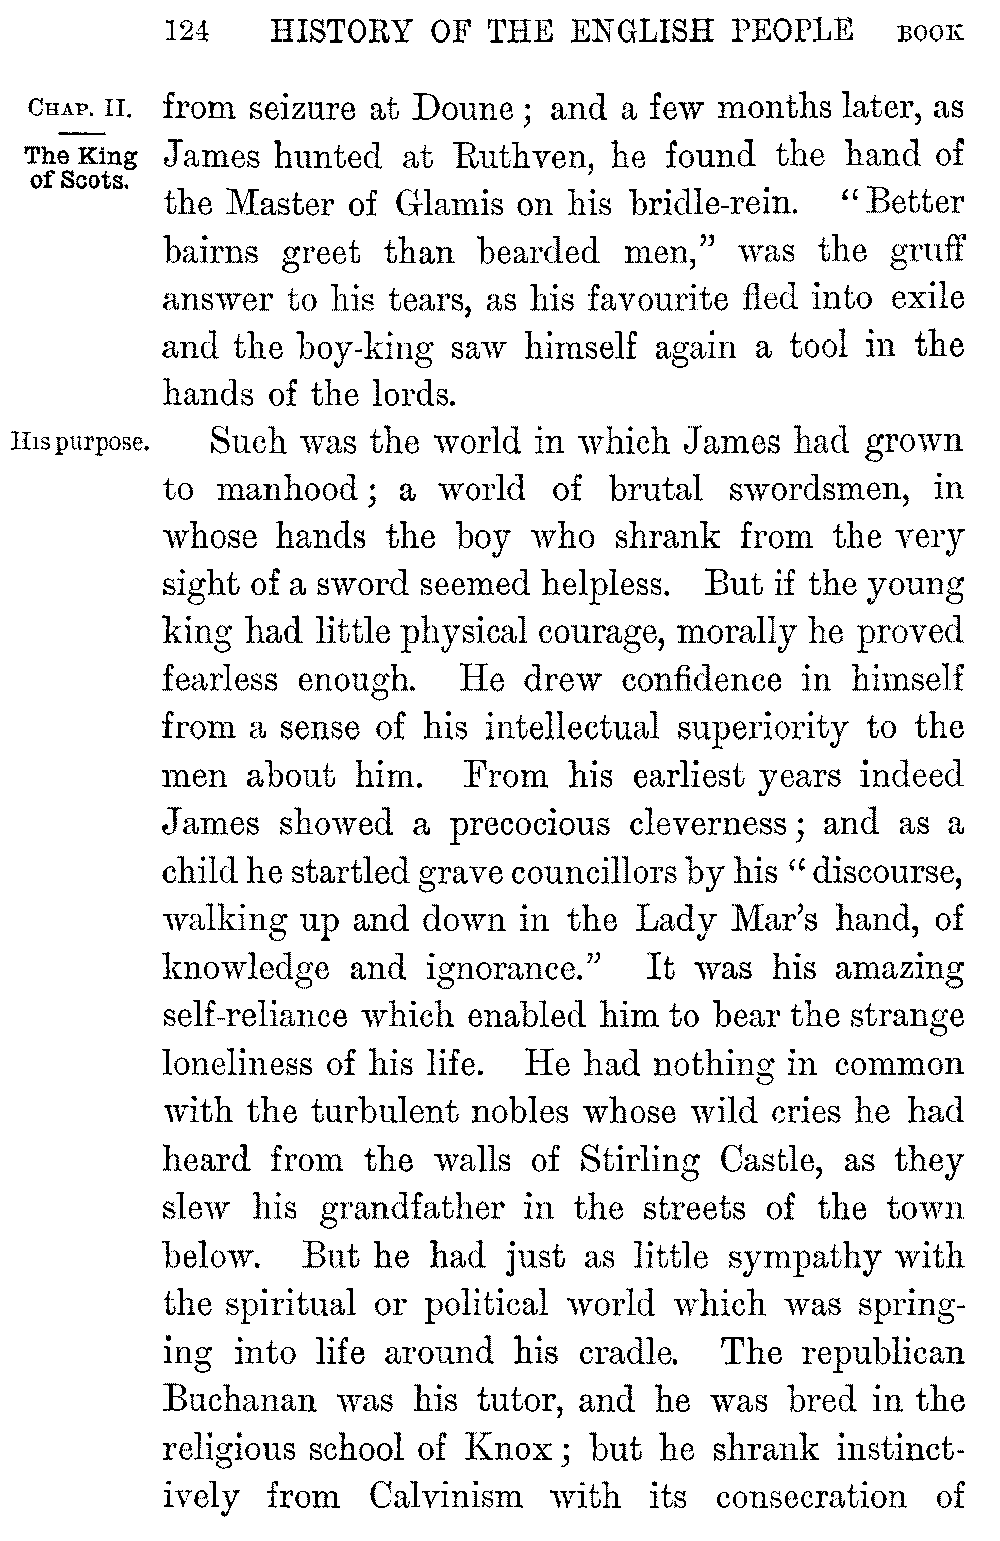 124 HISTORY OF THE ENGLISH PEOPLE BOOK
CHAP. II.
The King
of Scots.
from seizure at Doune; and a few months later, as
James hunted at Ruthven, he found the hand of
the Master of Glamis on his bridle-rein. "Better
bairns greet than bearded men," was the gruff
answer to his tears, as his favourite fled into exile
and the boy-king saw himself again a tool in the
hands of the lords.
His purpose.
Such was the world in which James had grown
to manhood; a world of brutal swordsmen, in
whose hands the boy who shrank from the very
sight of a sword seemed helpless. But if the young
king had little physical courage, morally he proved
fearless enough. He drew confidence in himself
from a sense of his intellectual superiority to the
men about him. From his earliest years indeed
James showed a precocious cleverness; and as a
child he startled grave councillors by his "discourse,
walking up and down in the Lady Mar's hand, of
knowledge and ignorance." It was his amazing
self-reliance which enabled him to bear the strange
loneliness of his life. He had nothing in common
with the turbulent nobles whose wild cries he had
heard from the walls of Stirling Castle, as they
slew his grandfather in the streets of the town
below. But he had just as little sympathy with
the spiritual or political world which was spring-
ing into life around his cradle. The republican
Buchanan was his tutor, and he was bred in the
religious school of Knox; but he shrank instinct-
ively from Calvinism with its consecration of